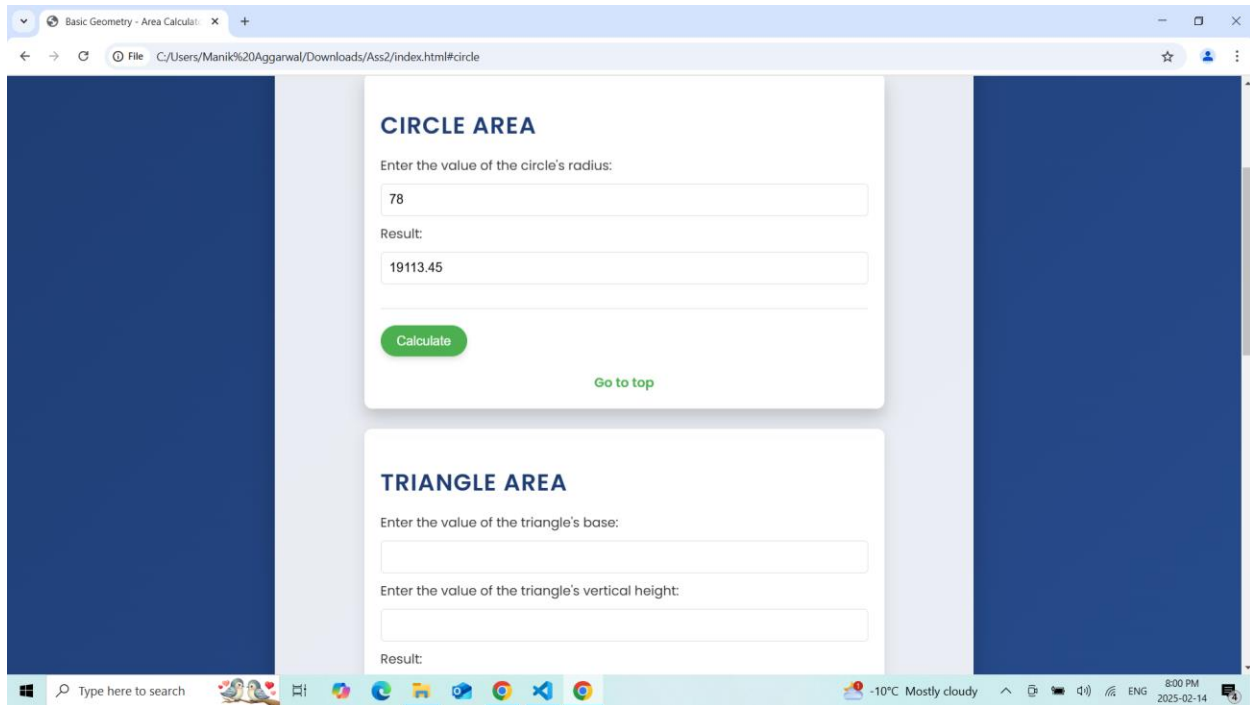 Basic Geometry - Area Calculat
File C:/Users/Manik%20Aggarwal/Downloads/Ass2/index.html#circle
CIRCLE AREA
Enter the value of the circle's radius:
78
Result:
19113.45
Calculate
Go to top
TRIANGLE AREA
Enter the value of the triangle's base:
Enter the value of the triangle's vertical height:
Result:
Type here to search
-10°C Mostly cloudy
ENG
8:00 PM
2025-02-14
4